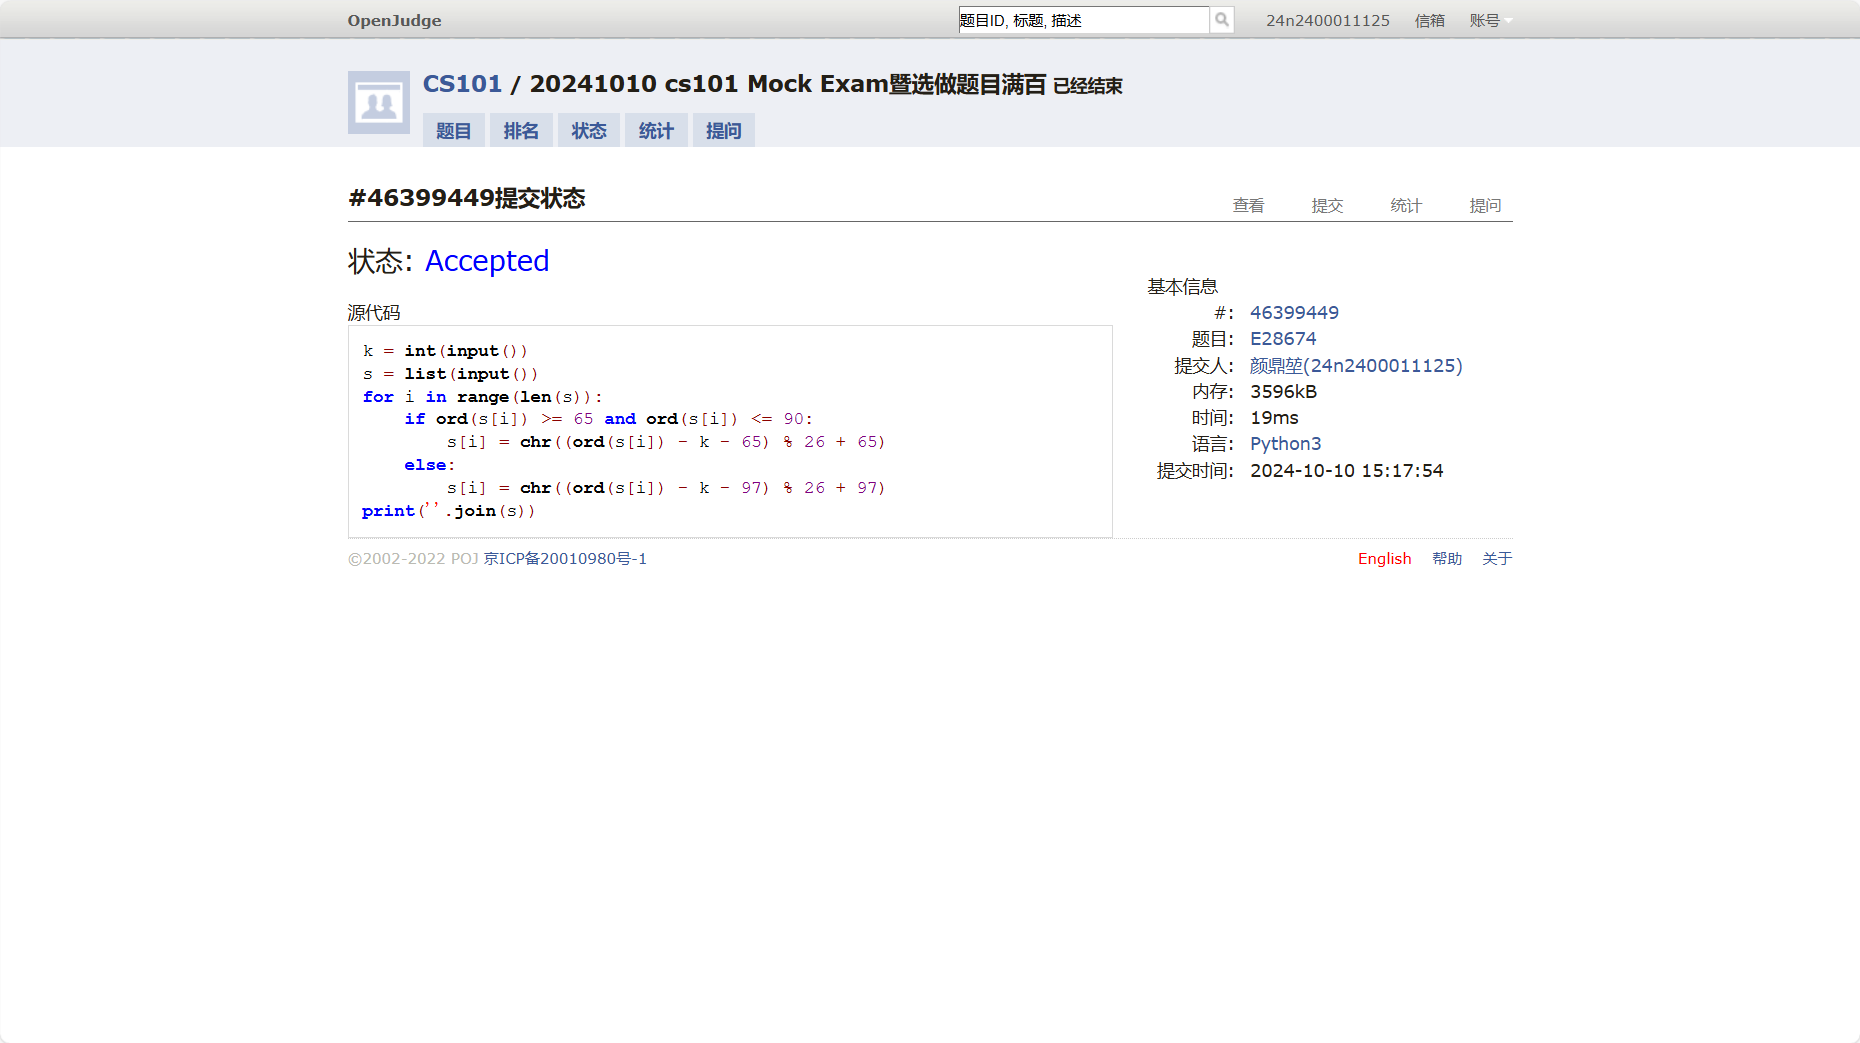 OpenJudge
题目ID, 标题, 描述
24n2400011125 信箱 账号
CS101 / 20241010 cs101 Mock Exam暨选做题目满百 已经结束
题目 排名 状态 统计 提问
#46399449提交状态
查看 提交 统计 提问
状态: Accepted
源代码
k = int(input())
s = list(input())
for i in range(len(s)):
    if ord(s[i]) >= 65 and ord(s[i]) <= 90:
        s[i] = chr((ord(s[i]) - k - 65) % 26 + 65)
    else:
        s[i] = chr((ord(s[i]) - k - 97) % 26 + 97)
print(''.join(s))
基本信息
#: 46399449
题目: E28674
提交人: 颜鼎堃(24n2400011125)
内存: 3596kB
时间: 19ms
语言: Python3
提交时间: 2024-10-10 15:17:54
©2002-2022 POJ 京ICP备20010980号-1
English 帮助 关于